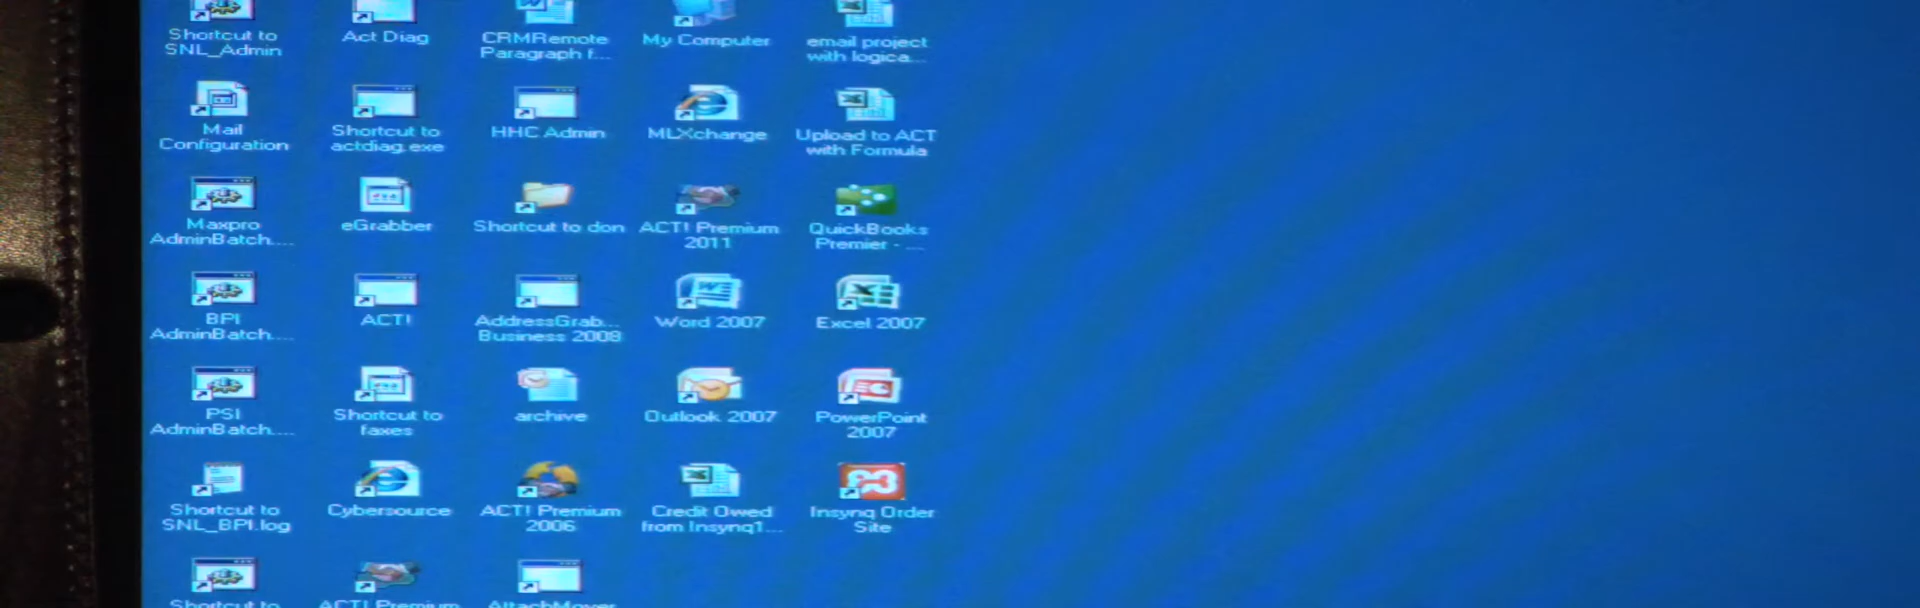 Shortcut to
SNL_Admin
Act Diag
CRMRemote
Paragraph f...
My Computer
email project
with logica...
Mail
Configuration
Shortcut to
actdiag.exe
HHC Admin
MLXchange
Upload to ACT
with Formula
Maxpro
AdminBatch....
eGrabber
Shortcut to don
ACT! Premium
2011
QuickBooks
Premier - ....
BPI
AdminBatch....
ACT!
AddressGrab...
Business 2008
Word 2007
Excel 2007
PSI
AdminBatch....
Shortcut to
faxes
archive
Outlook 2007
PowerPoint
2007
Shortcut to
SNL_BPI.log
Cybersource
ACT! Premium
2006
Credit Owed
from Insynq1...
Insynq Order
Site
Shortcut to
ACT! Premium
AttachMover